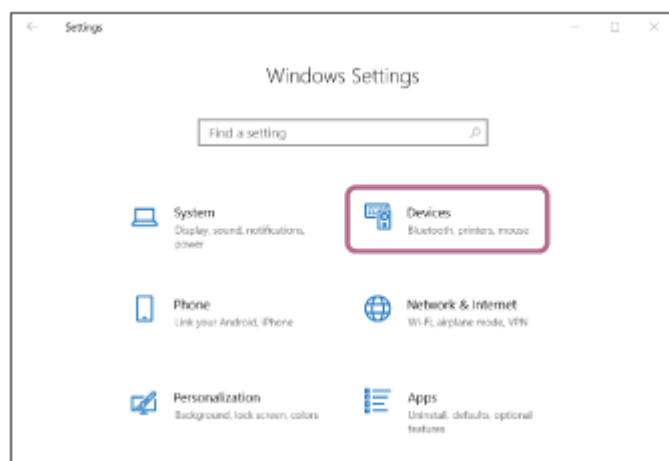 Settings
Windows Settings
Find a setting
System
Display, sound, notifications,
power
Devices
Bluetooth, printers, mouse
Phone
Link your Android, iPhone
Network & Internet
Wi-Fi, airplane mode, VPN
Personalization
Background, lock screen, colors
Apps
Uninstall, defaults, optional
features